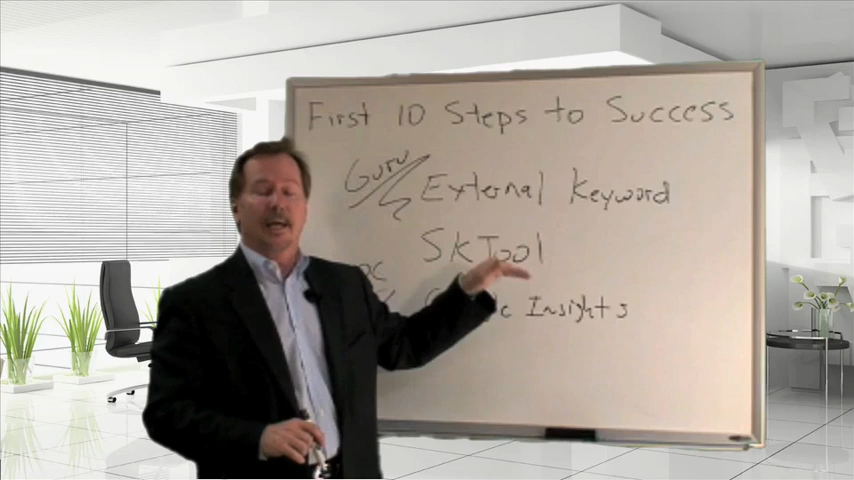 First 10 Steps to Success
Guru
External Keyword
SKTool
Insights